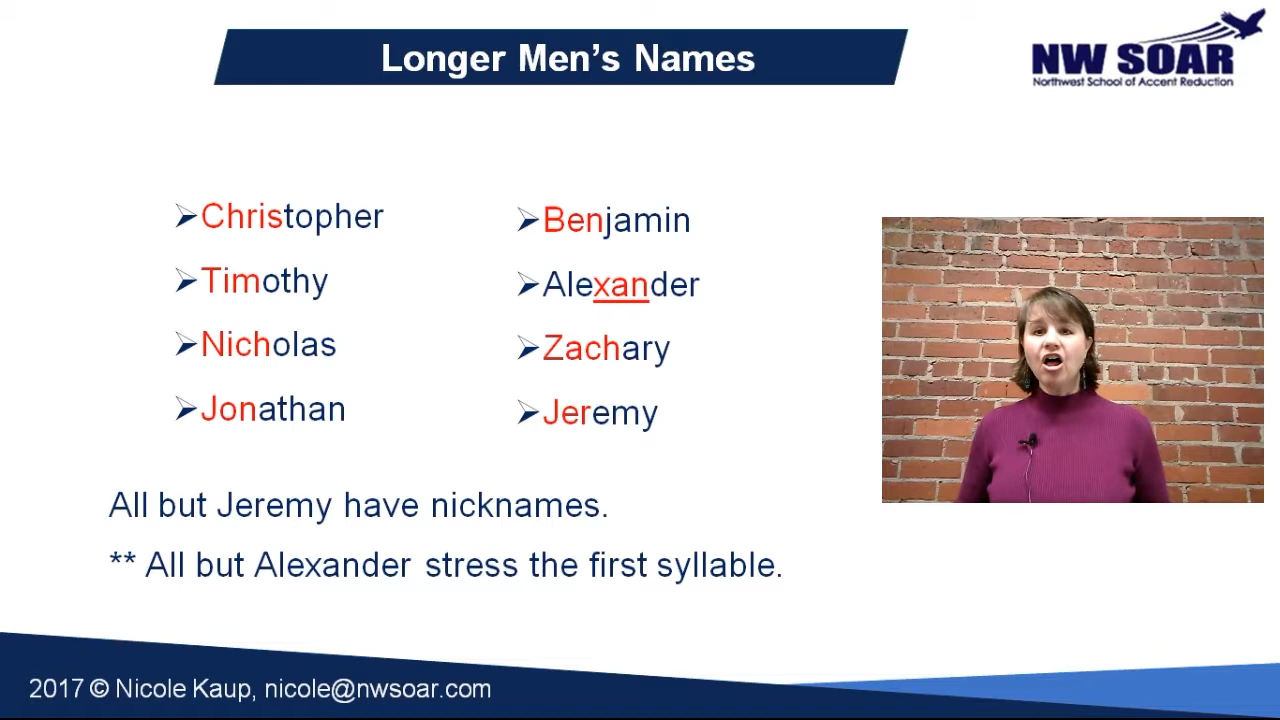 Longer Men's Names
NW SOAR
Northwest School of Accent Reduction
➢Christopher
➢Timothy
➢Nicholas
➢Jonathan
➢Benjamin
➢Alexander
➢Zachary
➢Jeremy
All but Jeremy have nicknames.
** All but Alexander stress the first syllable.
2017 © Nicole Kaup, nicole@nwsoar.com